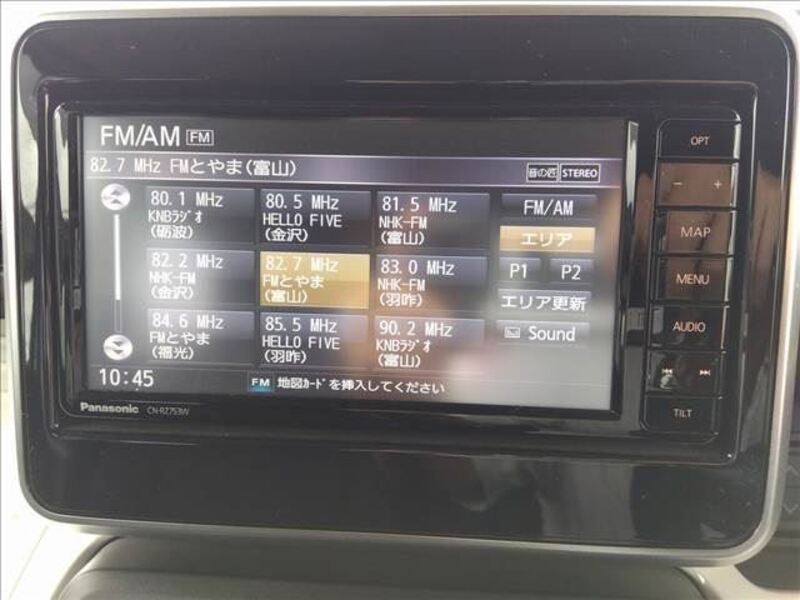 FM/AM FM
82.7 MHz FMとやま(富山)
音の匠 STEREO
80.1 MHz
KNBラジオ
(砺波)
80.5 MHz
HELLO FIVE
(金沢)
81.5 MHz
NHK-FM
(富山)
82.2 MHz
NHK-FM
(金沢)
82.7 MHz
FMとやま
(富山)
83.0 MHz
NHK-FM
(羽咋)
84.6 MHz
FMとやま
(福光)
85.5 MHz
HELLO FIVE
(羽咋)
90.2 MHz
KNBラジオ
(富山)
FM/AM
エリア
P1 P2
エリア更新
Sound
10:45
FM 地図カードを挿入してください
Panasonic CN-RZ753W
OPT
- +
MAP
MENU
AUDIO
TILT